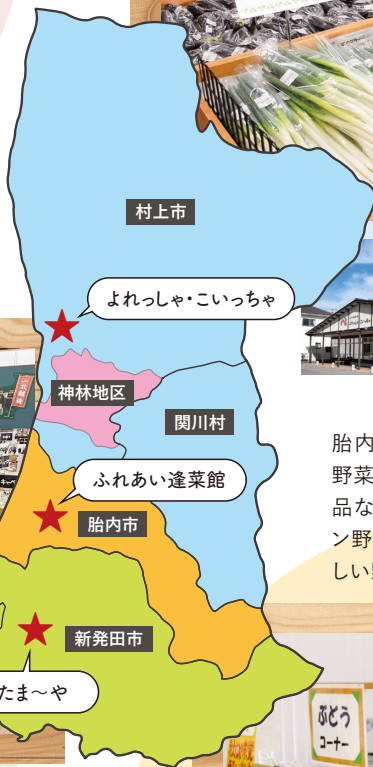 村上市
よれっしゃ・こいっちゃ
神林地区
関川村
ふれあい逢菜館
胎内市
新発田市
たま〜や
胎内
野菜
品な
ン野
しい
ぶどう
コーナー